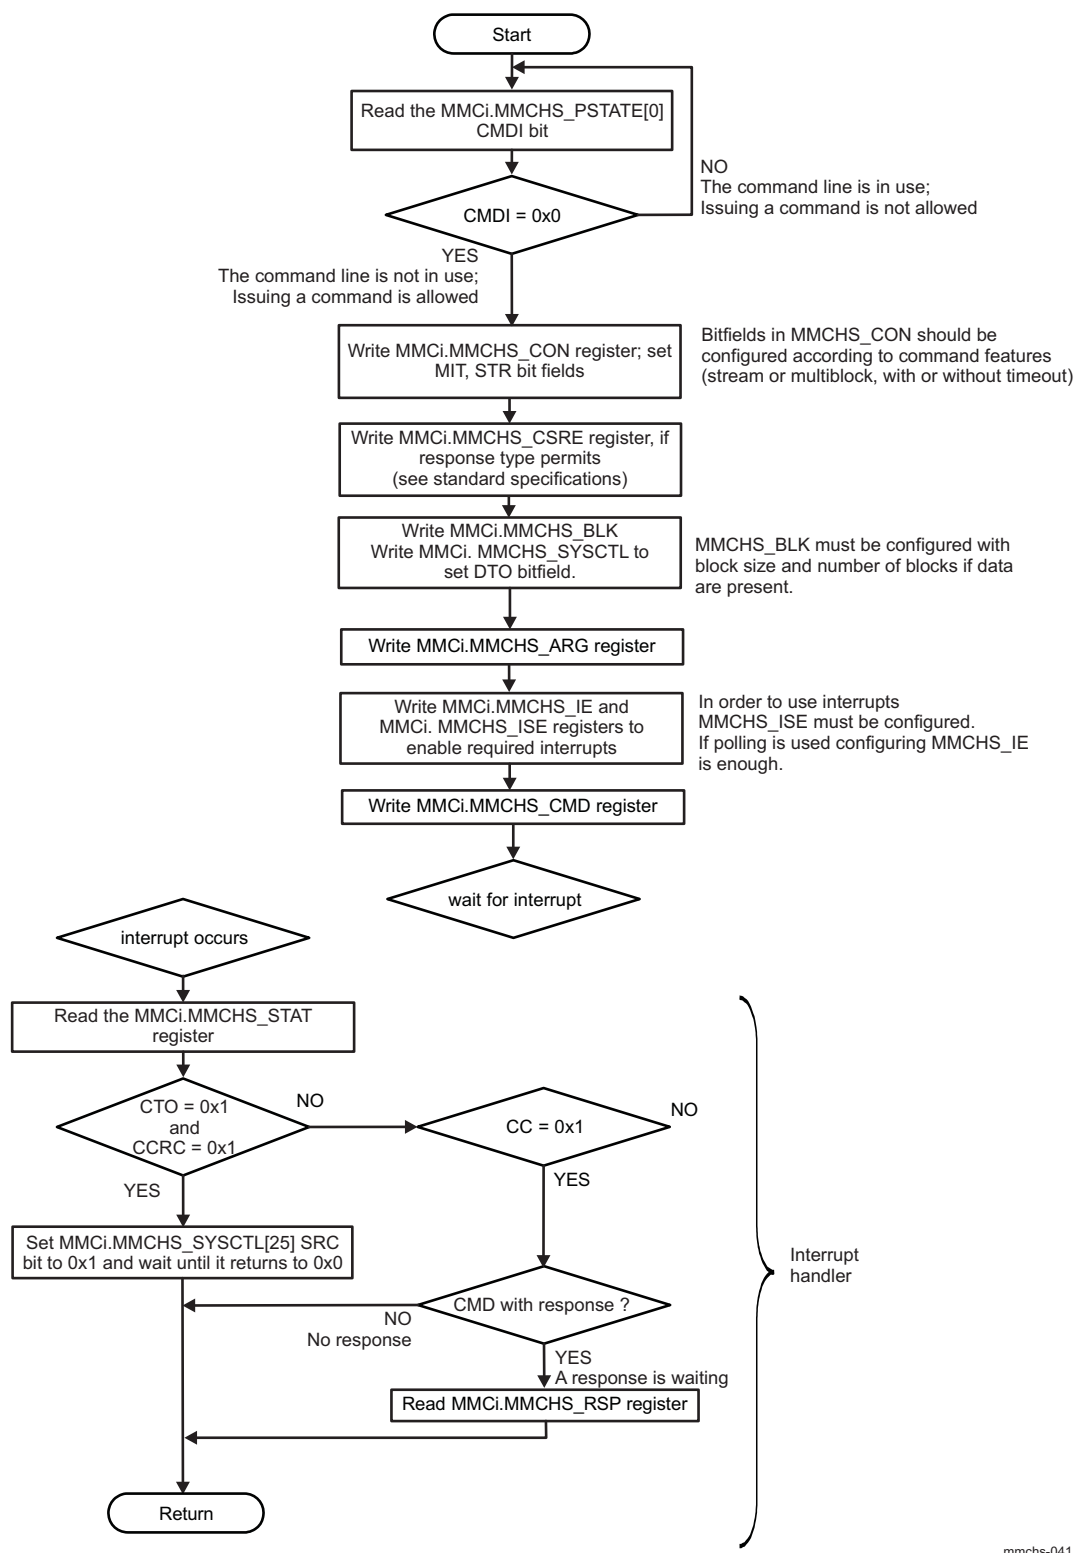 Start
Read the MMCi.MMCHS_PSTATE[0]
CMDI bit
NO
The command line is in use;
Issuing a command is not allowed
CMDI = 0x0
YES
The command line is not in use;
Issuing a command is allowed
Write MMCi.MMCHS_CON register; set
MIT, STR bit fields
Bitfields in MMCHS_CON should be
configured according to command features
(stream or multiblock, with or without timeout)
Write MMCi.MMCHS_CSRE register, if
response type permits
(see standard specifications)
Write MMCi.MMCHS_BLK
Write MMCi. MMCHS_SYSCTL to
set DTO bitfield.
MMCHS_BLK must be configured with
block size and number of blocks if data
are present.
Write MMCi.MMCHS_ARG register
Write MMCi.MMCHS_IE and
MMCi. MMCHS_ISE registers to
enable required interrupts
In order to use interrupts
MMCHS_ISE must be configured.
If polling is used configuring MMCHS_IE
is enough.
Write MMCi.MMCHS_CMD register
wait for interrupt
interrupt occurs
Read the MMCi.MMCHS_STAT
register
CTO = 0x1
and
CCRC = 0x1
NO
CC = 0x1
NO
YES
YES
Set MMCi.MMCHS_SYSCTL[25] SRC
bit to 0x1 and wait until it returns to 0x0
Interrupt
handler
CMD with response ?
NO
No response
YES
A response is waiting
Read MMCi.MMCHS_RSP register
Return
mmchs-041